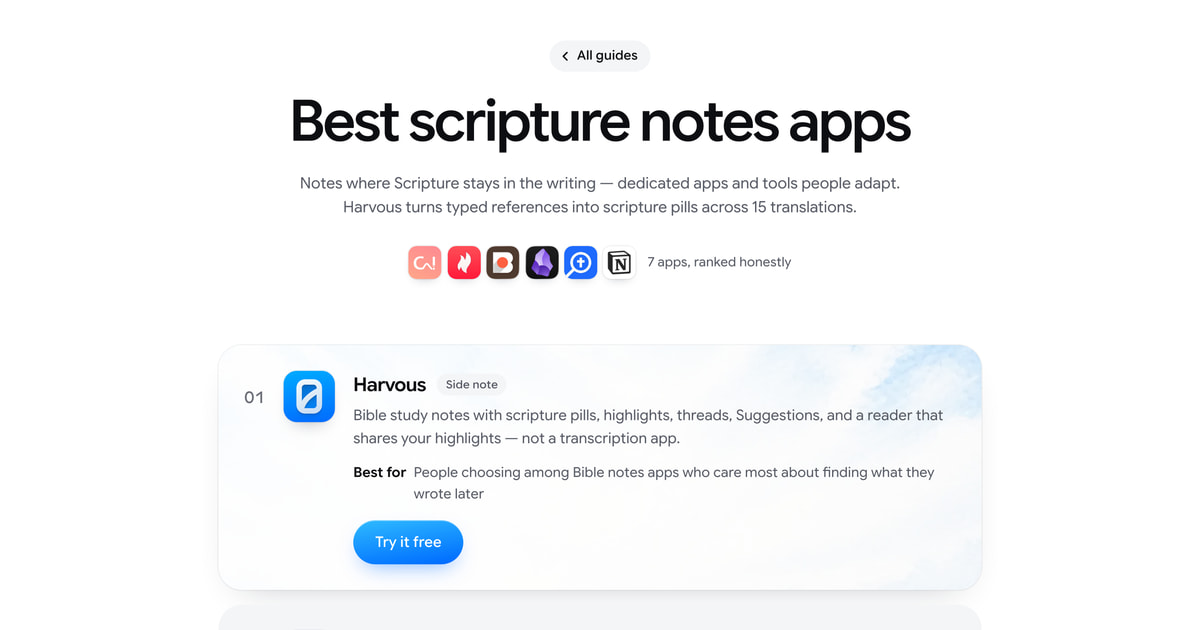 All guides
Best scripture notes apps
Notes where Scripture stays in the writing — dedicated apps and tools people adapt.
Harvous turns typed references into scripture pills across 15 translations.
7 apps, ranked honestly
01
Harvous Side note
Bible study notes with scripture pills, highlights, threads, Suggestions, and a reader that
shares your highlights — not a transcription app.
Best for People choosing among Bible notes apps who care most about finding what they
wrote later
Try it free